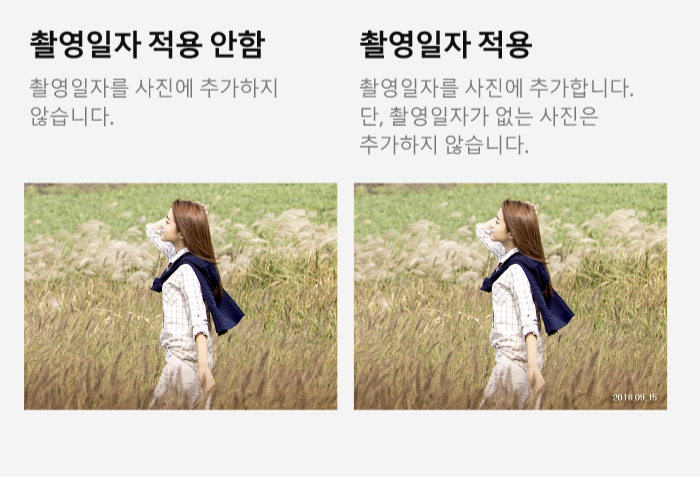 촬영일자 적용 안함
촬영일자를 사진에 추가하지
않습니다.
촬영일자 적용
촬영일자를 사진에 추가합니다.
단, 촬영일자가 없는 사진은
추가하지 않습니다.
2018.09.15